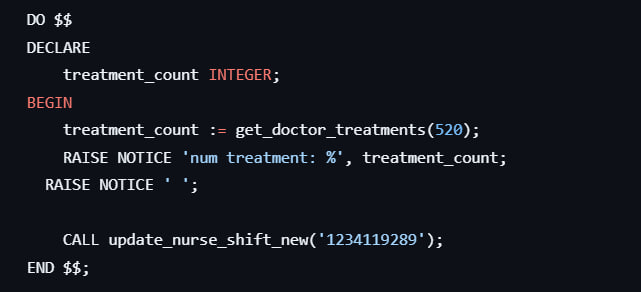 DO $$
DECLARE
    treatment_count INTEGER;
BEGIN
    treatment_count := get_doctor_treatments(520);
    RAISE NOTICE 'num treatment: %', treatment_count;
  RAISE NOTICE ' ';

    CALL update_nurse_shift_new('1234119289');
END $$;